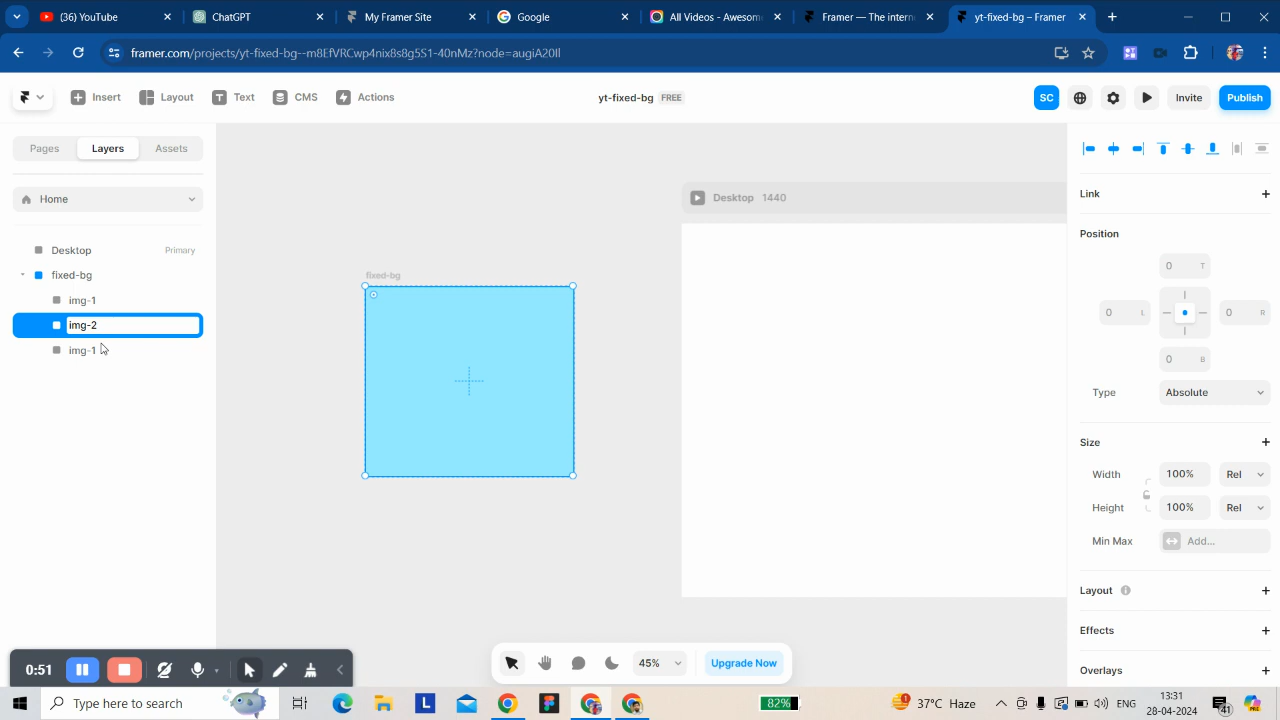 (36) YouTube
ChatGPT
My Framer Site
Google
All Videos - Awesom
Framer — The intern
yt-fixed-bg – Framer
framer.com/projects/yt-fixed-bg--m8EfVRCwp4nix8s8g5S1-40nMz?node=augiA20Il
Insert
Layout
Text
CMS
Actions
yt-fixed-bg FREE
SC
Invite
Publish
Pages
Layers
Assets
Home
Desktop
Primary
fixed-bg
img-1
img-2
img-1
fixed-bg
Desktop 1440
Link
Position
0 T
0 L
0 R
0 B
Type
Absolute
Size
Width
100%
Rel
Height
100%
Rel
Min Max
Add...
Layout
Effects
Overlays
0:51
45%
Upgrade Now
here to search
L
82%
1
37°C Haze
ENG
13:31
28-04-2024
41